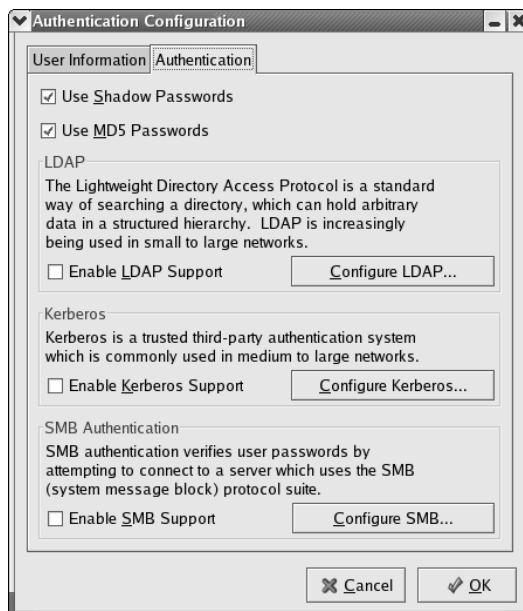 Authentication Configuration
User Information Authentication
Use Shadow Passwords
Use MD5 Passwords
LDAP
The Lightweight Directory Access Protocol is a standard
way of searching a directory, which can hold arbitrary
data in a structured hierarchy. LDAP is increasingly
being used in small to large networks.
Enable LDAP Support Configure LDAP...
Kerberos
Kerberos is a trusted third-party authentication system
which is commonly used in medium to large networks.
Enable Kerberos Support Configure Kerberos...
SMB Authentication
SMB authentication verifies user passwords by
attempting to connect to a server which uses the SMB
(system message block) protocol suite.
Enable SMB Support Configure SMB...
Cancel OK